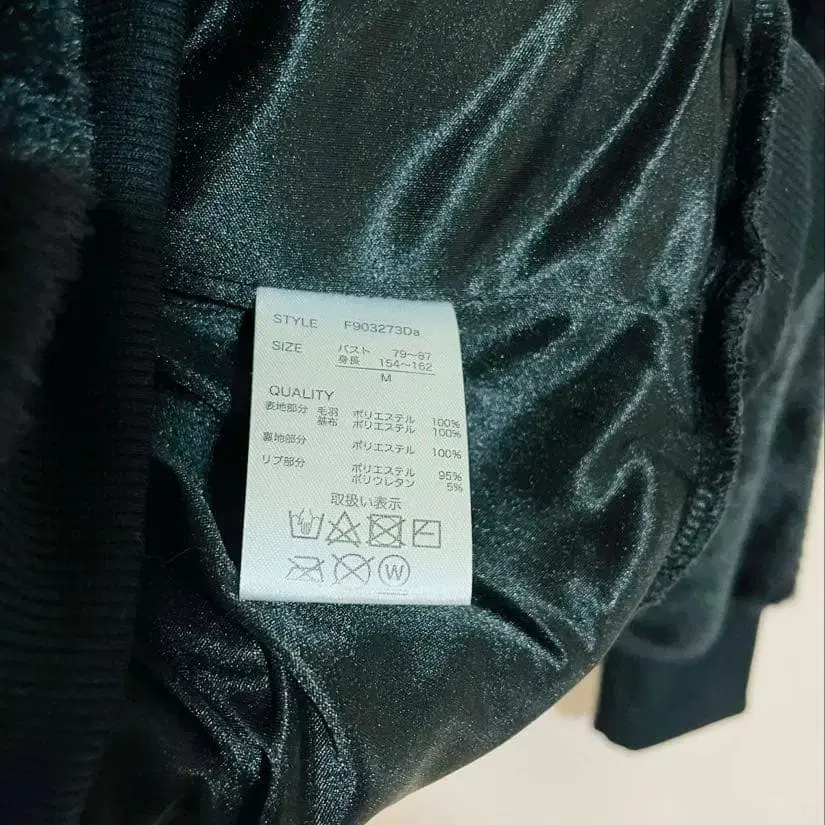 STYLE F903273Da
SIZE バスト 79～87
身長 154～162
M
QUALITY
表地部分 毛羽 ポリエステル 100%
基布 ポリエステル 100%
裏地部分 ポリエステル 100%
リブ部分 ポリエステル 95%
ポリウレタン 5%
取扱い表示
W